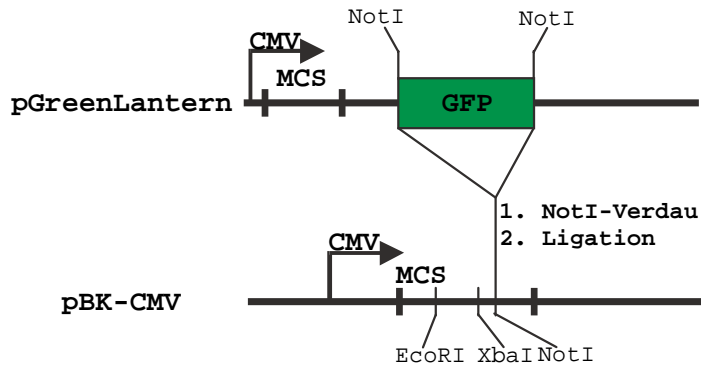 NotI NotI
CMV
MCS
pGreenLantern GFP
1. NotI-Verdau
2. Ligation
CMV
MCS
pBK-CMV
EcoRI XbaI NotI